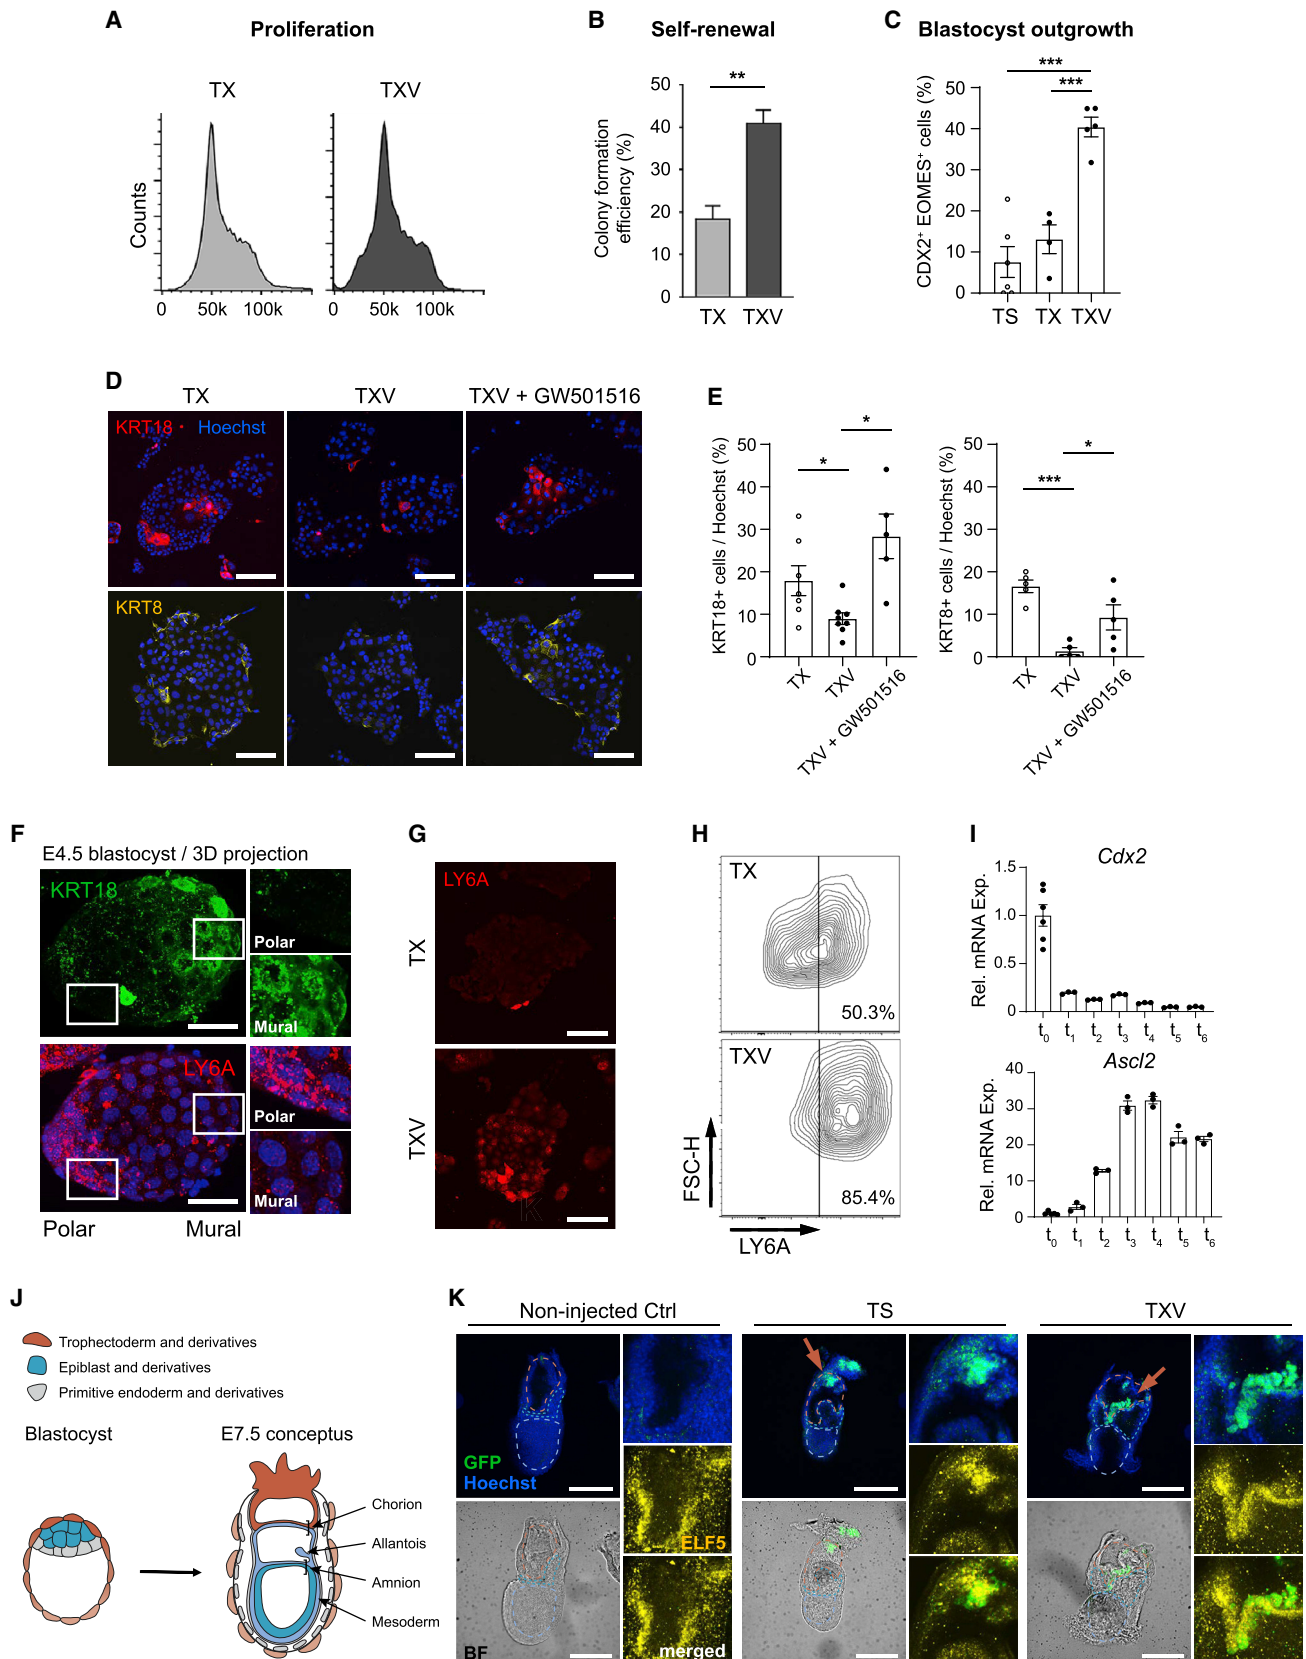 A
Proliferation
TX
TXV
Counts
0
50k
100k
0
50k
100k
B
Self-renewal
Colony formation
efficiency (%)
50
40
30
20
10
0
**
TX
TXV
C
Blastocyst outgrowth
CDX2+ EOMES+ cells (%)
50
40
30
20
10
0
***
***
TS
TX
TXV
D
TX
TXV
TXV + GW501516
KRT18 · Hoechst
KRT8
E
KRT18+ cells / Hoechst (%)
50
40
30
20
10
0
*
*
TX
TXV
TXV + GW501516
KRT8+ cells / Hoechst (%)
50
40
30
20
10
0
***
*
TX
TXV
TXV + GW501516
F
E4.5 blastocyst / 3D projection
KRT18
Polar
Mural
LY6A
Polar
Mural
Polar
Mural
G
LY6A
TX
TXV
K
H
TX
50.3%
TXV
85.4%
FSC-H
LY6A
I
Cdx2
Rel. mRNA Exp.
1.5
1.0
0.5
0
t0
t1
t2
t3
t4
t5
t6
Ascl2
Rel. mRNA Exp.
40
30
20
10
0
t0
t1
t2
t3
t4
t5
t6
J
Trophectoderm and derivatives
Epiblast and derivatives
Primitive endoderm and derivatives
Blastocyst
E7.5 conceptus
Chorion
Allantois
Amnion
Mesoderm
K
Non-injected Ctrl
TS
TXV
GFP
Hoechst
ELF5
BF
merged